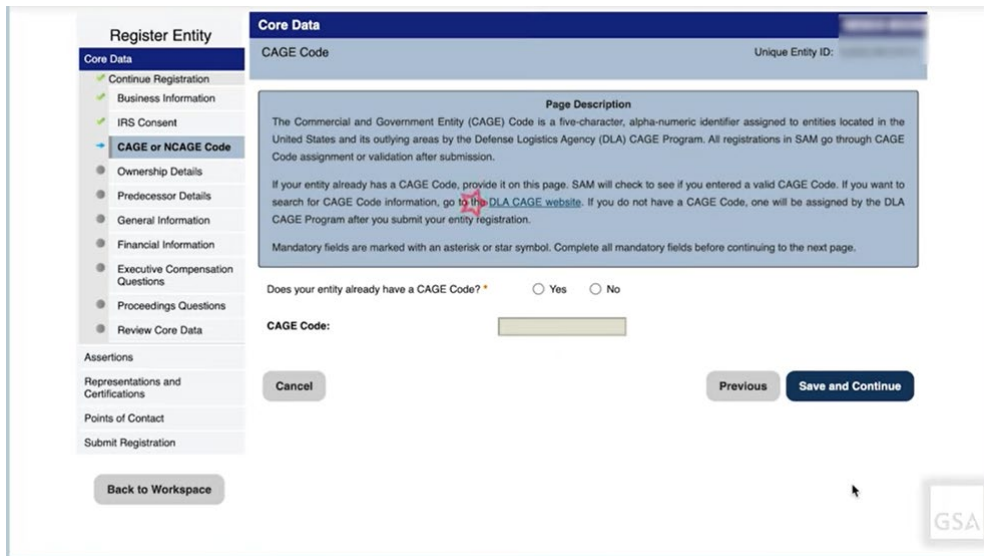 Register Entity
Core Data
Continue Registration
Business Information
IRS Consent
CAGE or NCAGE Code
Ownership Details
Predecessor Details
General Information
Financial Information
Executive Compensation
Questions
Proceedings Questions
Review Core Data
Assertions
Representations and
Certifications
Points of Contact
Submit Registration
Back to Workspace
Core Data
CAGE Code
Unique Entity ID:
Page Description
The Commercial and Government Entity (CAGE) Code is a five-character, alpha-numeric identifier assigned to entities located in the
United States and its outlying areas by the Defense Logistics Agency (DLA) CAGE Program. All registrations in SAM go through CAGE
Code assignment or validation after submission.
If your entity already has a CAGE Code, provide it on this page. SAM will check to see if you entered a valid CAGE Code. If you want to
search for CAGE Code information, go to the DLA CAGE website. If you do not have a CAGE Code, one will be assigned by the DLA
CAGE Program after you submit your entity registration.
Mandatory fields are marked with an asterisk or star symbol. Complete all mandatory fields before continuing to the next page.
Does your entity already have a CAGE Code? * Yes No
CAGE Code:
Cancel Previous Save and Continue
GSA